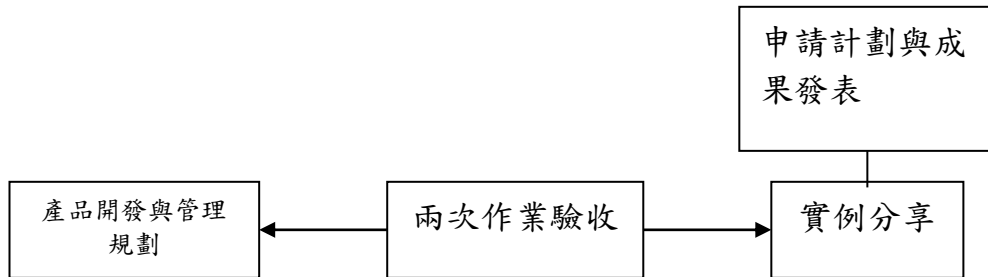 申請計劃與成
果發表
產品開發與管理
規劃
兩次作業驗收
實例分享